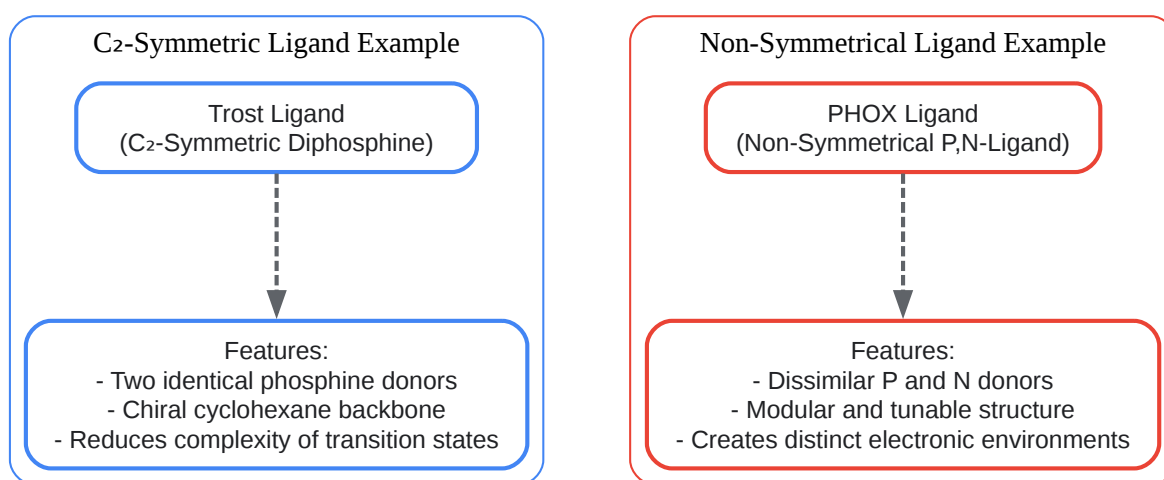 C₂-Symmetric Ligand Example
Trost Ligand
(C₂-Symmetric Diphosphine)
Features:
- Two identical phosphine donors
- Chiral cyclohexane backbone
- Reduces complexity of transition states
Non-Symmetrical Ligand Example
PHOX Ligand
(Non-Symmetrical P,N-Ligand)
Features:
- Dissimilar P and N donors
- Modular and tunable structure
- Creates distinct electronic environments